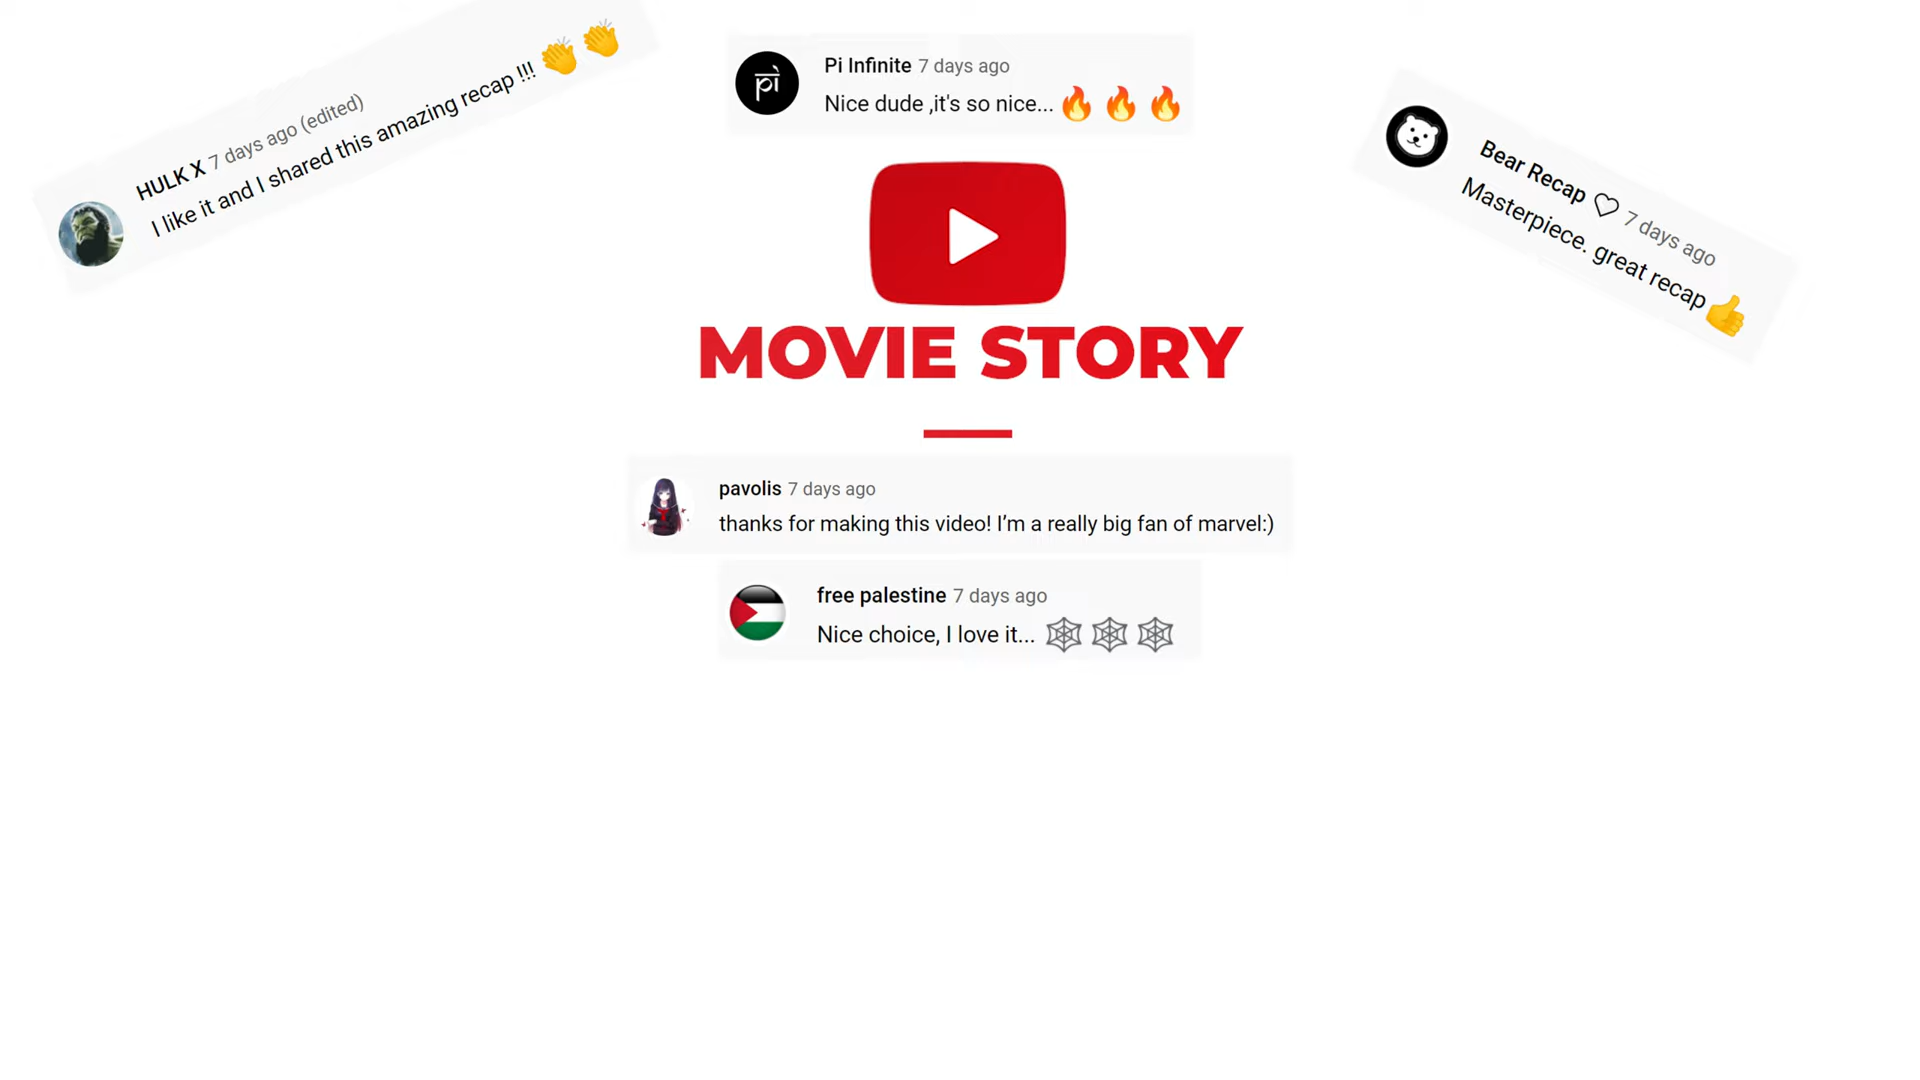 HULK X 7 days ago (edited)
I like it and I shared this amazing recap !!! 👏 👏
pi
Pi Infinite 7 days ago
Nice dude ,it's so nice... 🔥 🔥 🔥
Bear Recap ♡ 7 days ago
Masterpiece. great recap 👍
MOVIE STORY
pavolis 7 days ago
thanks for making this video! I’m a really big fan of marvel:)
free palestine 7 days ago
Nice choice, I love it... 🕸 🕸 🕸